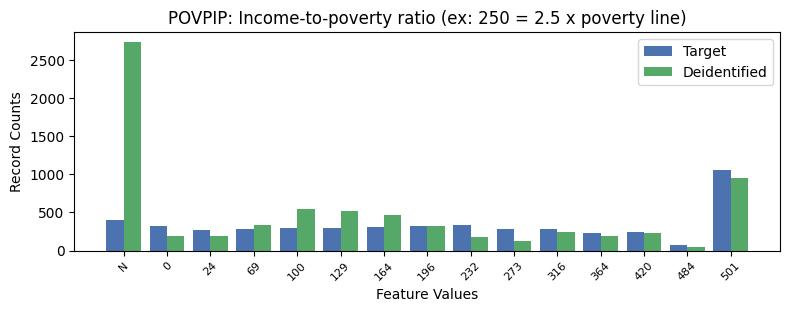 POVPIP: Income-to-poverty ratio (ex: 250 = 2.5 x poverty line)
Target
Deidentified
Record Counts
2500
2000
1500
1000
500
0
N 0 24 69 100 129 164 196 232 273 316 364 420 484 501
Feature Values